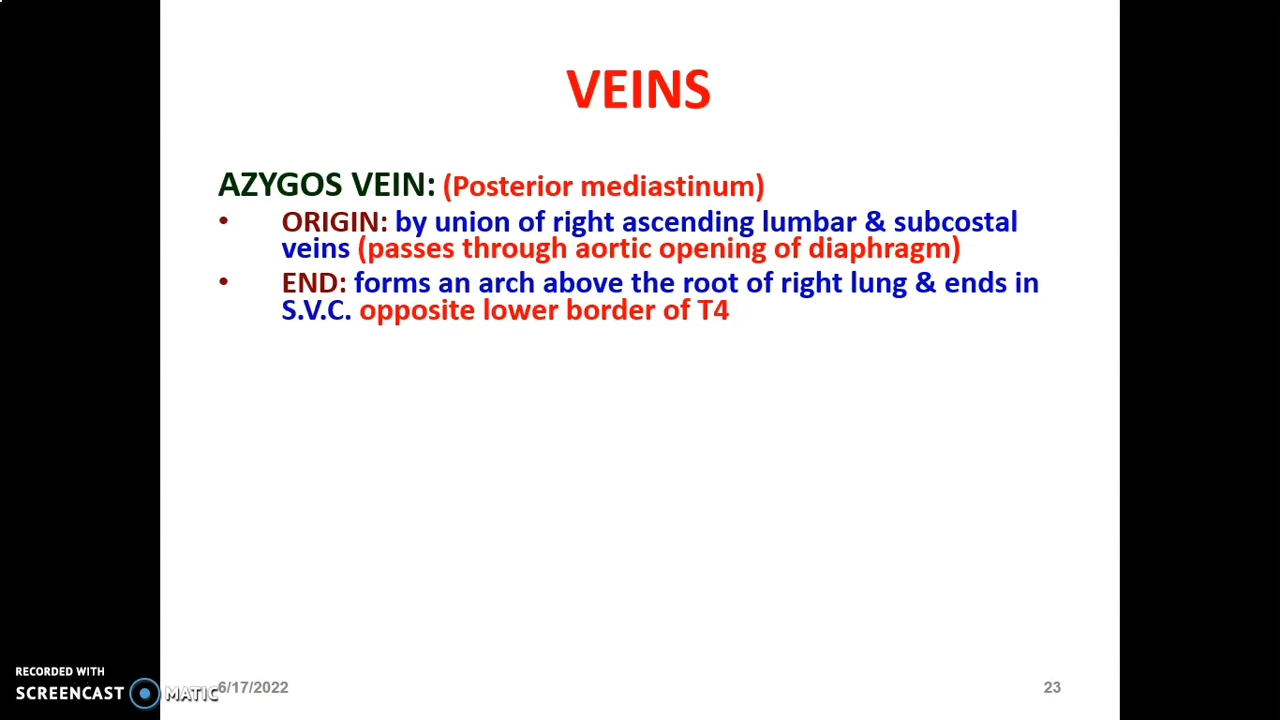 VEINS
AZYGOS VEIN: (Posterior mediastinum)
• ORIGIN: by union of right ascending lumbar & subcostal
veins (passes through aortic opening of diaphragm)
• END: forms an arch above the root of right lung & ends in
S.V.C. opposite lower border of T4
RECORDED WITH
SCREENCAST MATIC
6/17/2022
23